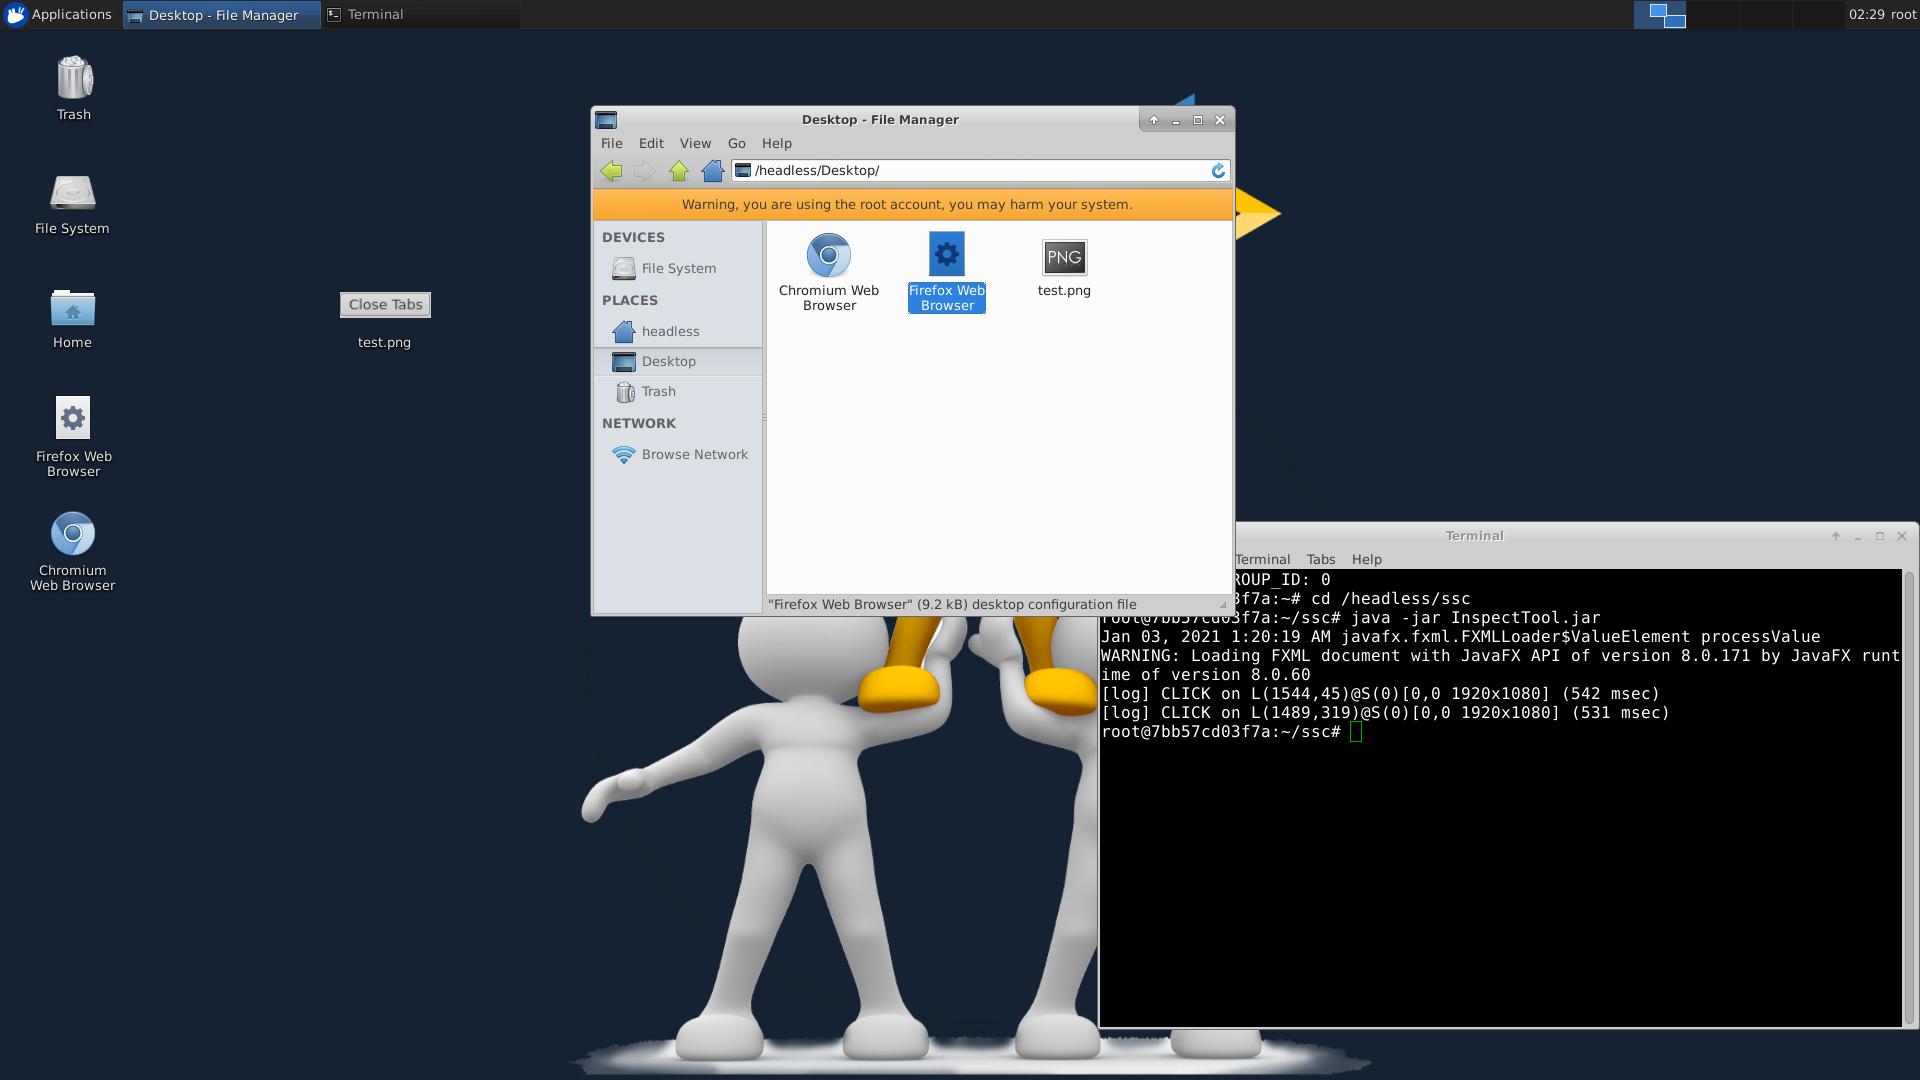 Applications
Desktop - File Manager
Terminal
02:29 root
Trash
File System
Home
Firefox Web
Browser
Chromium
Web Browser
Close Tabs
test.png
Desktop - File Manager
File Edit View Go Help
/headless/Desktop/
Warning, you are using the root account, you may harm your system.
DEVICES
File System
PLACES
headless
Desktop
Trash
NETWORK
Browse Network
Chromium Web
Browser
Firefox Web
Browser
PNG
test.png
"Firefox Web Browser" (9.2 kB) desktop configuration file
Terminal
Terminal Tabs Help
ROUP_ID: 0
3f7a:~# cd /headless/ssc
root@7bb57cd03f7a:~/ssc# java -jar InspectTool.jar
Jan 03, 2021 1:20:19 AM javafx.fxml.FXMLLoader$ValueElement processValue
WARNING: Loading FXML document with JavaFX API of version 8.0.171 by JavaFX runt
ime of version 8.0.60
[log] CLICK on L(1544,45)@S(0)[0,0 1920x1080] (542 msec)
[log] CLICK on L(1489,319)@S(0)[0,0 1920x1080] (531 msec)
root@7bb57cd03f7a:~/ssc#